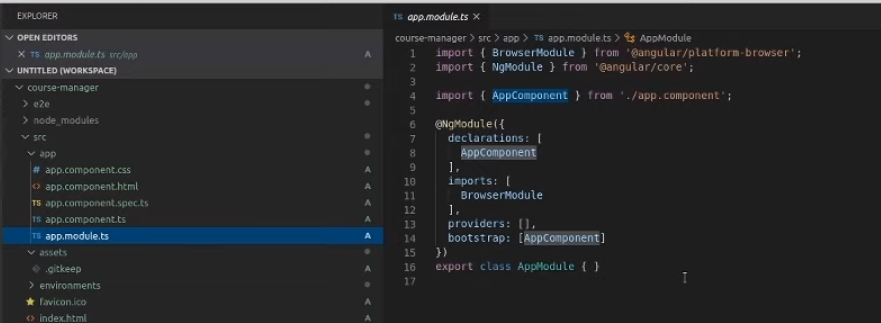 EXPLORER
OPEN EDITORS
TS app.module.ts src/app A
UNTITLED (WORKSPACE)
course-manager
e2e
node_modules
src
app
# app.component.css A
<> app.component.html A
TS app.component.spec.ts A
TS app.component.ts A
TS app.module.ts A
assets
.gitkeep A
environments
favicon.ico A
<> index.html A
TS app.module.ts ×
course-manager > src > app > TS app.module.ts > AppModule
1 import { BrowserModule } from '@angular/platform-browser';
2 import { NgModule } from '@angular/core';
3
4 import { AppComponent } from './app.component';
5
6 @NgModule({
7 declarations: [
8 AppComponent
9 ],
10 imports: [
11 BrowserModule
12 ],
13 providers: [],
14 bootstrap: [AppComponent]
15 })
16 export class AppModule { }
17